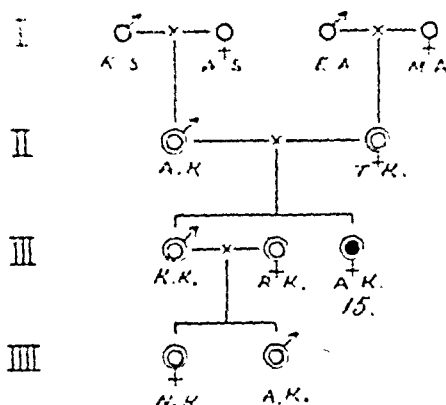 I
K S A S E A M A
II
A.K T K.
III
K.K. R K. A K.
15.
IIII
N.K A.K.